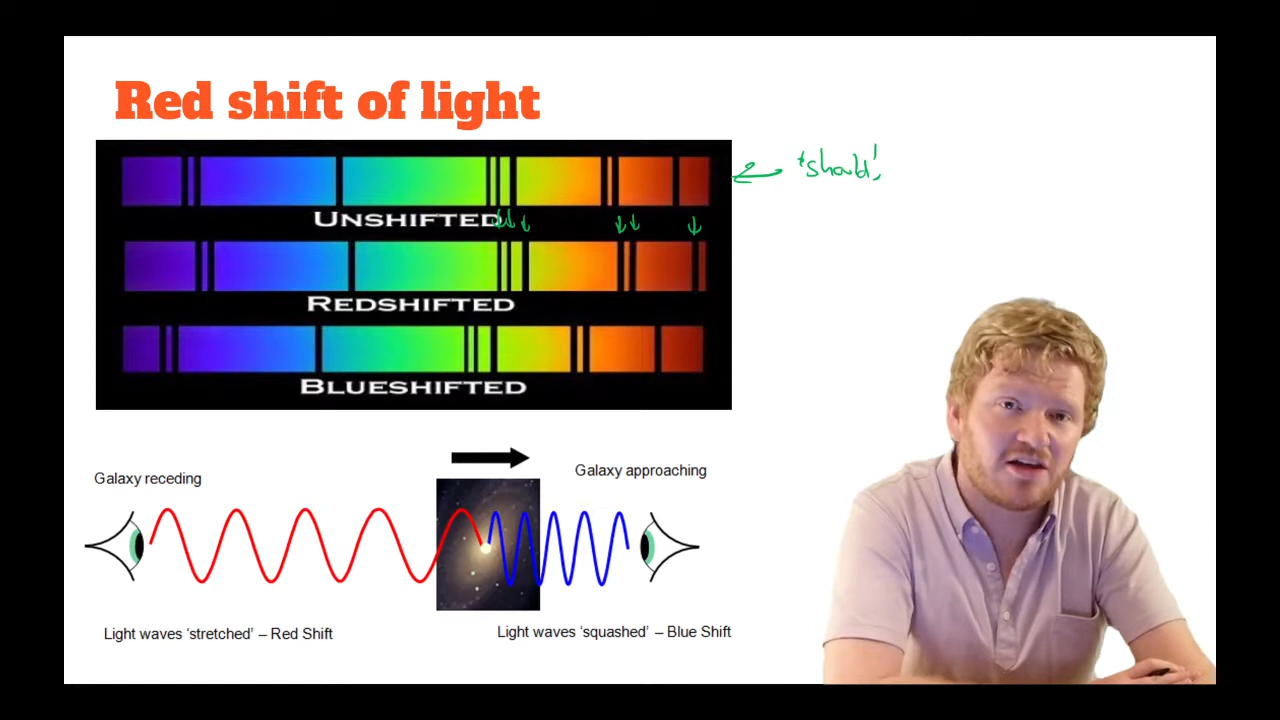 Red shift of light
'should'
UNSHIFTED
REDSHIFTED
BLUESHIFTED
Galaxy receding
Galaxy approaching
Light waves ‘stretched’ – Red Shift
Light waves ‘squashed’ – Blue Shift